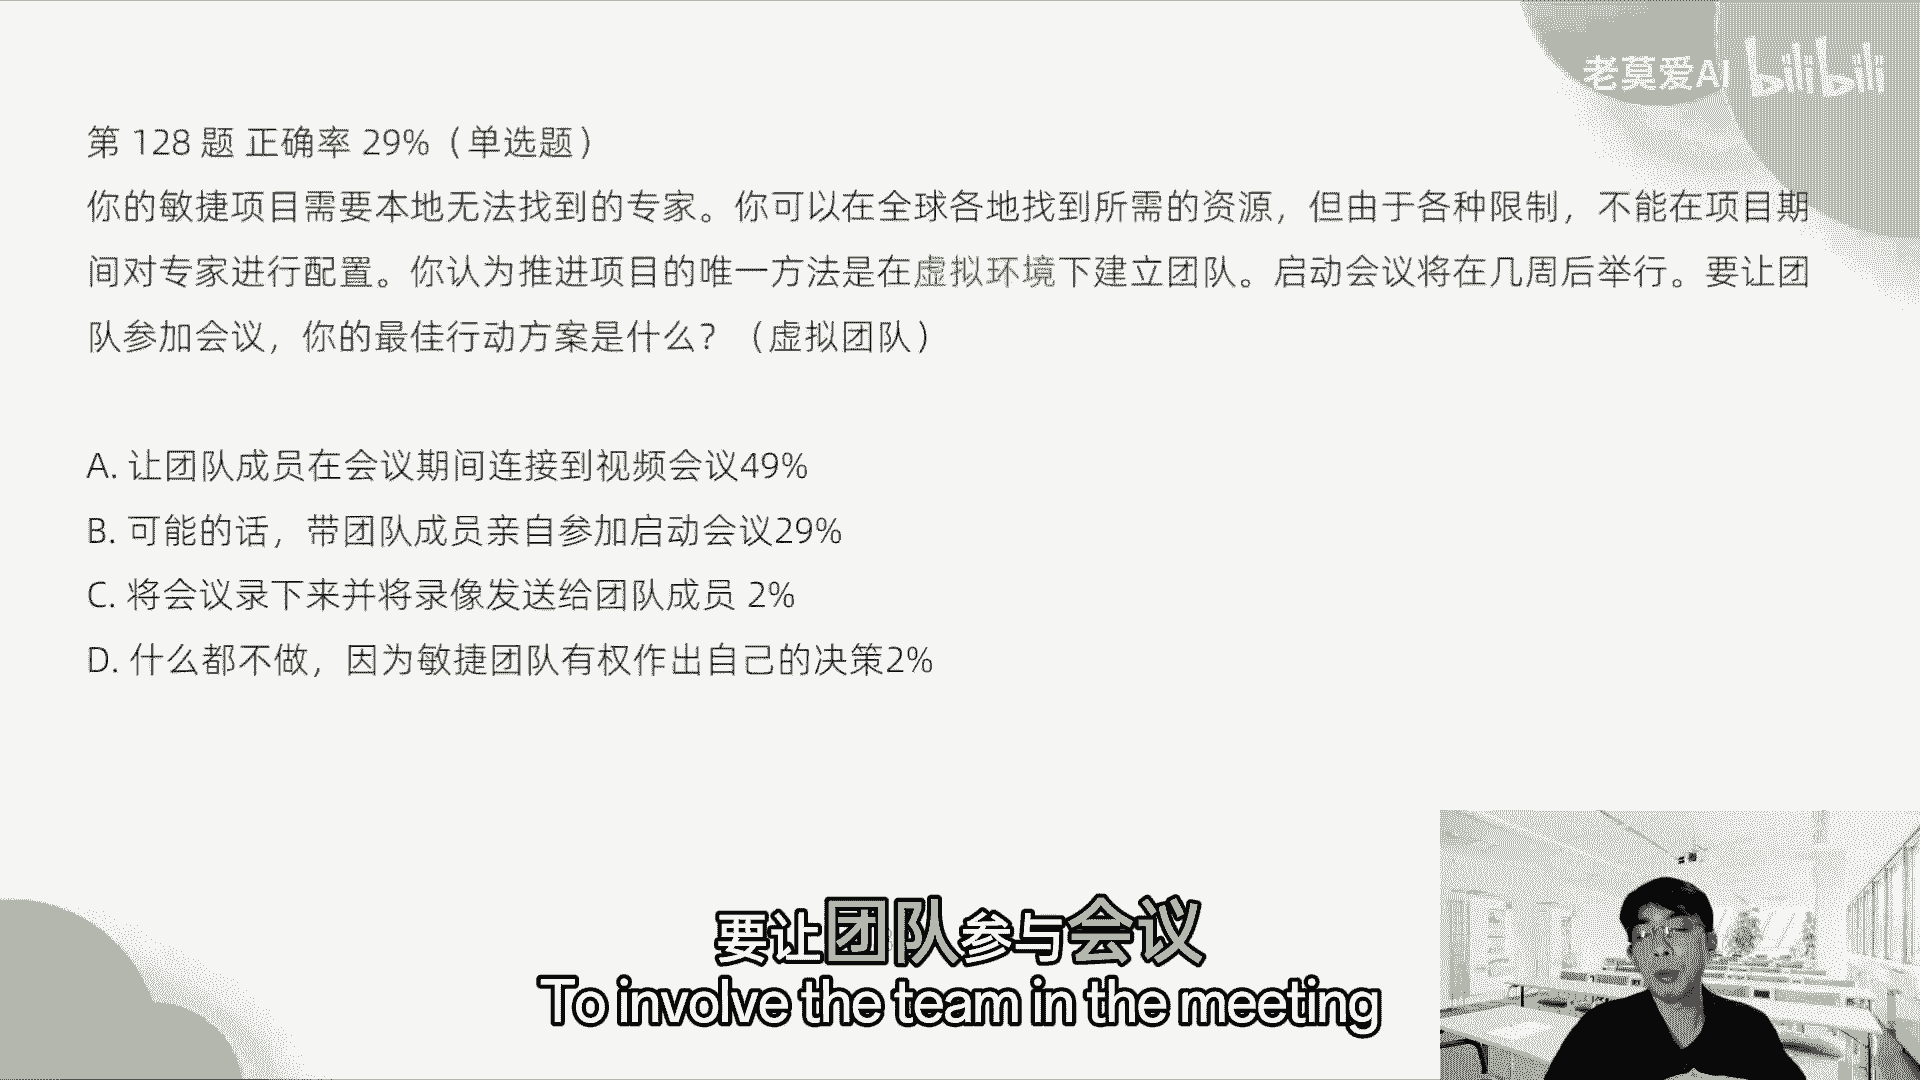 老莫爱AI bilibili
第 128 题 正确率 29%（单选题）
你的敏捷项目需要本地无法找到的专家。你可以在全球各地找到所需的资源，但由于各种限制，不能在项目期
间对专家进行配置。你认为推进项目的唯一方法是在虚拟环境下建立团队。启动会议将在几周后举行。要让团
队参加会议，你的最佳行动方案是什么？（虚拟团队）
A. 让团队成员在会议期间连接到视频会议49%
B. 可能的话，带团队成员亲自参加启动会议29%
C. 将会议录下来并将录像发送给团队成员 2%
D. 什么都不做，因为敏捷团队有权作出自己的决策2%
要让团队参与会议
To involve the team in the meeting